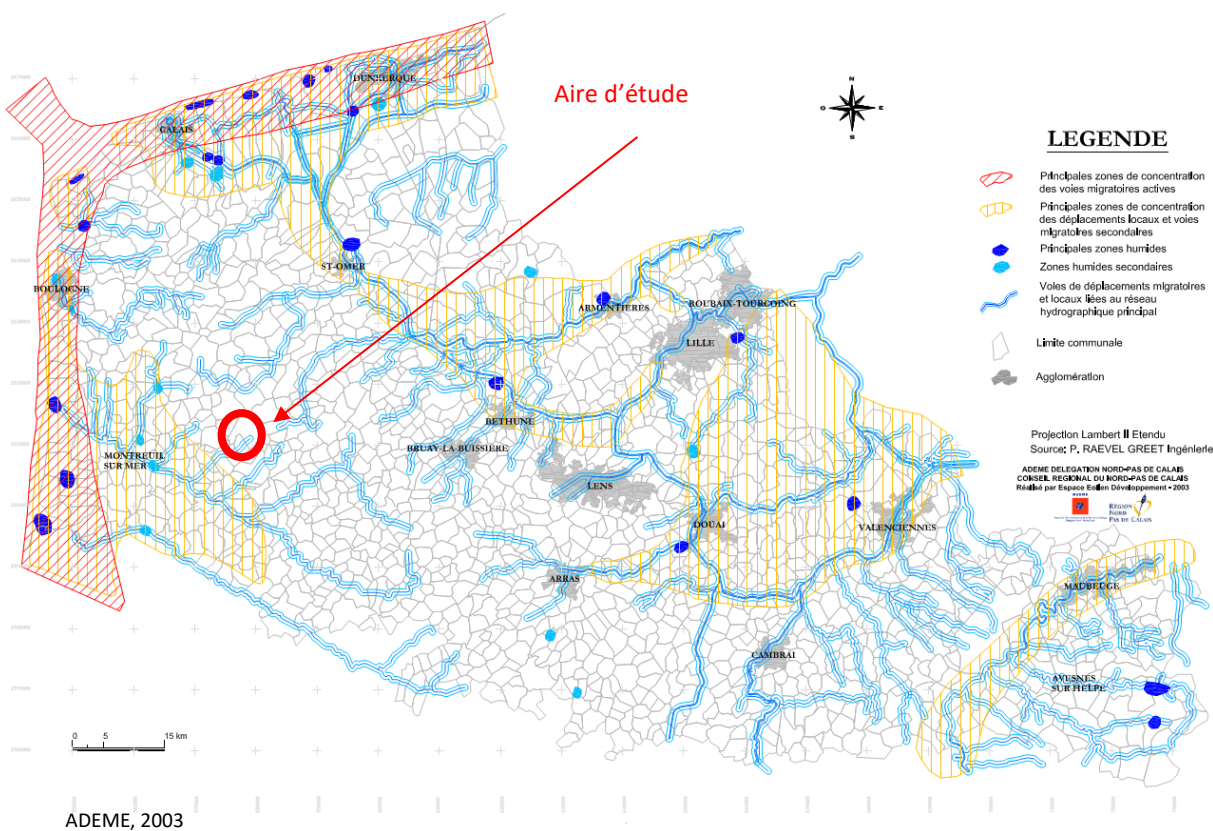 Aire d'étude
N
O
E
S
DUNKERQUE
CALAIS
ST-OMER
BOULOGNE
ARMENTIERES
ROUBAIX-TOURCOING
LILLE
BETHUNE
BRUAY-LA-BUISSIERE
MONTREUIL
SUR MER
LENS
DOUAI
VALENCIENNES
ARRAS
MAUBEUGE
CAMBRAI
AVESNES
SUR HELPE
LEGENDE
Principales zones de concentration
des voies migratoires actives
Principales zones de concentration
des déplacements locaux et voies
migratoires secondaires
Principales zones humides
Zones humides secondaires
Voies de déplacements migratoires
et locaux liées au réseau
hydrographique principal
Limite communale
Agglomération
Projection Lambert II Etendu
Source: P. RAEVEL GREET Ingénierie
ADEME DELEGATION NORD-PAS DE CALAIS
CONSEIL REGIONAL DU NORD-PAS DE CALAIS
Réalisé par Espace Eolien Développement - 2003
RÉGION
NORD
PAS DE CALAIS
0 5 15 km
ADEME, 2003